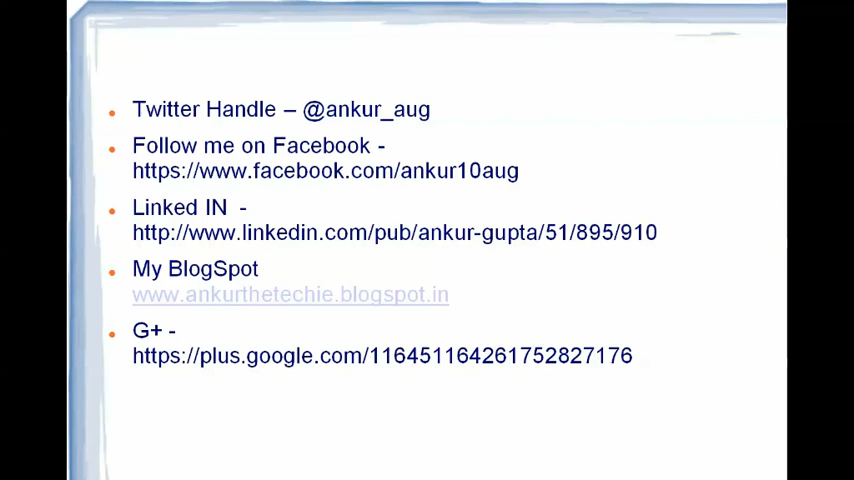 Twitter Handle – @ankur_aug
Follow me on Facebook -
https://www.facebook.com/ankur10aug
Linked IN -
http://www.linkedin.com/pub/ankur-gupta/51/895/910
My BlogSpot
www.ankurthetechie.blogspot.in
G+ -
https://plus.google.com/116451164261752827176